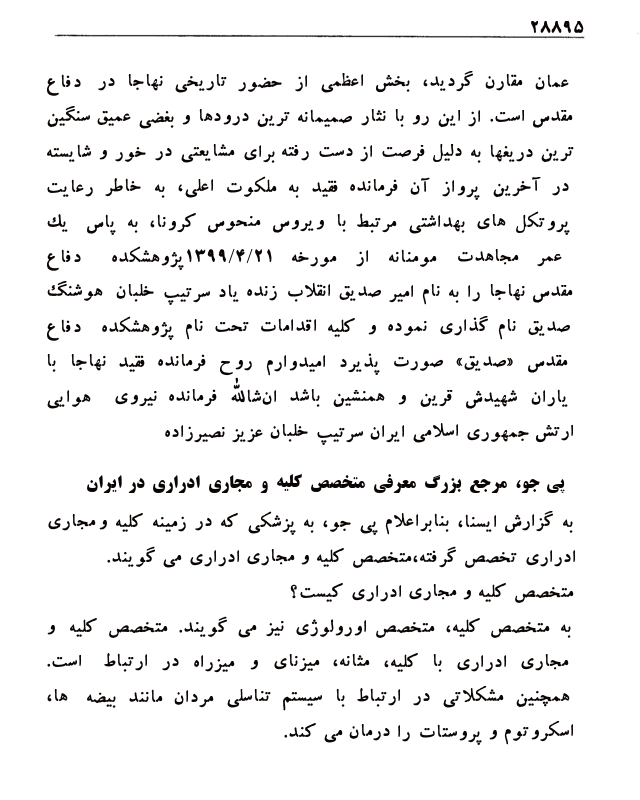 ۲۸۸۹۵
عمان مقارن گردید، بخش اعظمی از حضور تاریخی نهاجا در دفاع
مقدس است. از این رو با نثار صمیمانه ترین درودها و بغضی عمیق سنگین
ترین دریغها به دلیل فرصت از دست رفته برای مشایعتی در خور و شایسته
در آخرین پرواز آن فرمانده فقید به ملکوت اعلی، به خاطر رعایت
پروتکل های بهداشتی مرتبط با ویروس منحوس کرونا، به پاس یك
عمر مجاهدت مومنانه از مورخه ۱۳۹۹/۴/۲۱پژوهشکده دفاع
مقدس نهاجا را به نام امیر صدیق انقلاب زنده یاد سرتیپ خلبان هوشنگ
صدیق نام گذاری نموده و کلیه اقدامات تحت نام پژوهشکده دفاع
مقدس «صدیق» صورت پذیرد امیدوارم روح فرمانده فقید نهاجا با
یاران شهیدش قرین و همنشین باشد ان‌شالله فرمانده نیروی هوایی
ارتش جمهوری اسلامی ایران سرتیپ خلبان عزیز نصیرزاده
پی جو، مرجع بزرگ معرفی متخصص کلیه و مجاری ادراری در ایران
به گزارش ایسنا، بنابراعلام پی جو، به پزشکی که در زمینه کلیه و مجاری
ادراری تخصص گرفته،متخصص کلیه و مجاری ادراری می گویند.
متخصص کلیه و مجاری ادراری کیست؟
به متخصص کلیه، متخصص اورولوژی نیز می گویند. متخصص کلیه و
مجاری ادراری با کلیه، مثانه، میزنای و میزراه در ارتباط است.
همچنین مشکلاتی در ارتباط با سیستم تناسلی مردان مانند بیضه ها،
اسکروتوم و پروستات را درمان می کند.